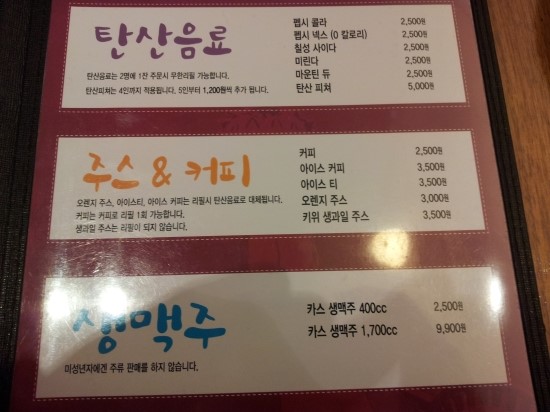 탄산음료
탄산음료는 2명에 1잔 주문시 무한리필 가능합니다.
탄산피쳐는 4인까지 적용됩니다. 5인부터 1,200원씩 추가 됩니다.
펩시 콜라 2,500원
펩시 넥스 (0 칼로리) 2,500원
칠성 사이다 2,500원
미린다 2,500원
마운틴 듀 2,500원
탄산 피쳐 5,000원
주스 & 커피
오렌지 주스, 아이스티, 아이스 커피는 리필시 탄산음료로 대체됩니다.
커피는 커피로 리필 1회 가능합니다.
생과일주스는 리필이 되지 않습니다.
커피 2,500원
아이스 커피 3,500원
아이스 티 3,500원
오렌지 주스 3,000원
키위 생과일 주스 3,500원
생맥주
미성년자에겐 주류 판매를 하지 않습니다.
카스 생맥주 400cc 2,500원
카스 생맥주 1,700cc 9,900원